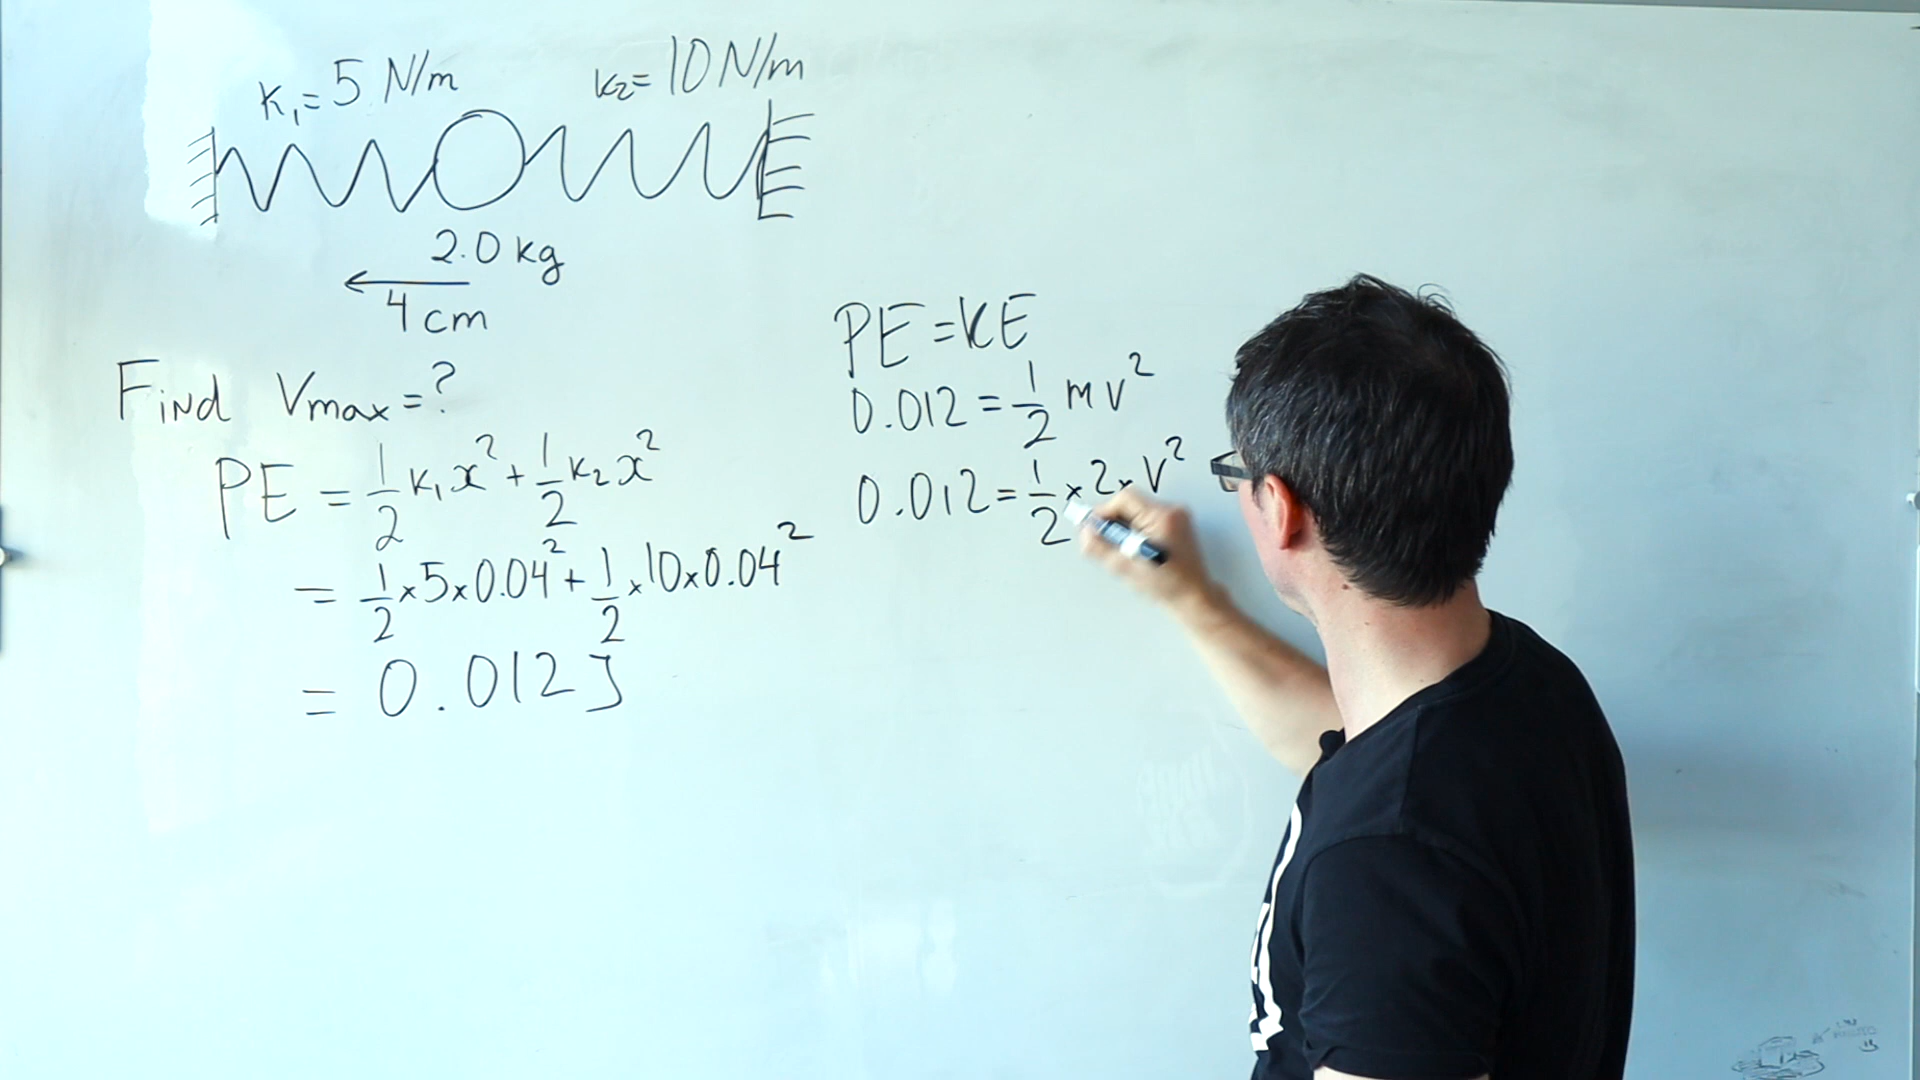 K₁=5 N/m
K₂=10 N/m
2.0 kg
4 cm
Find Vmax=?
PE = 1/2 K₁x² + 1/2 K₂x²
= 1/2 × 5 × 0.04² + 1/2 × 10 × 0.04²
= 0.012 J
PE = KE
0.012 = 1/2 mv²
0.012 = 1/2 × 2 × V²